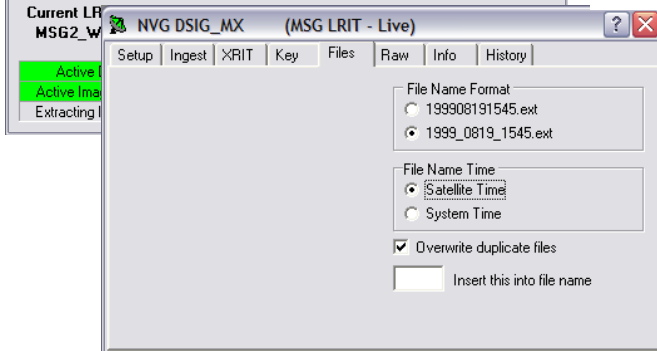 Current LR
MSG2_W
Active
Active Ima
Extracting
NVG DSIG_MX (MSG LRIT - Live)
Setup Ingest XRIT Key Files Raw Info History
File Name Format
199908191545.ext
1999_0819_1545.ext
File Name Time
Satellite Time
System Time
Overwrite duplicate files
Insert this into file name